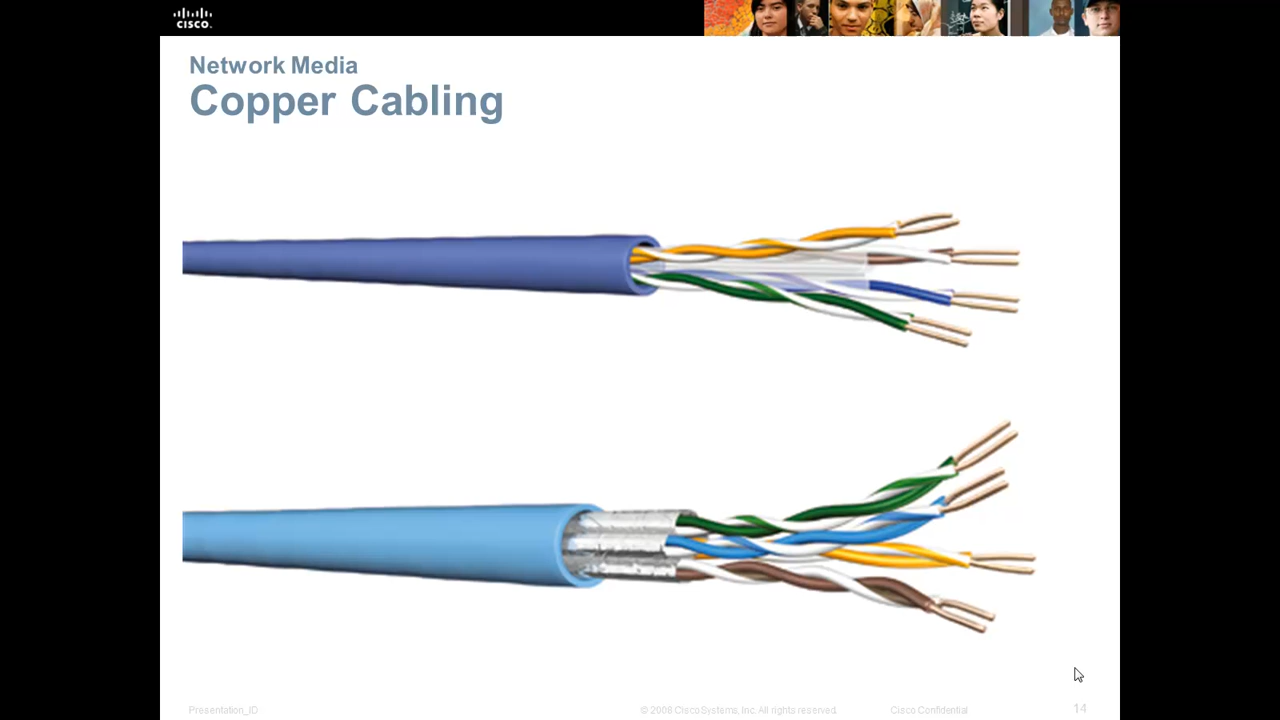 CISCO.
Network Media
Copper Cabling
Presentation_ID
© 2008 Cisco Systems, Inc. All rights reserved.
Cisco Confidential
14